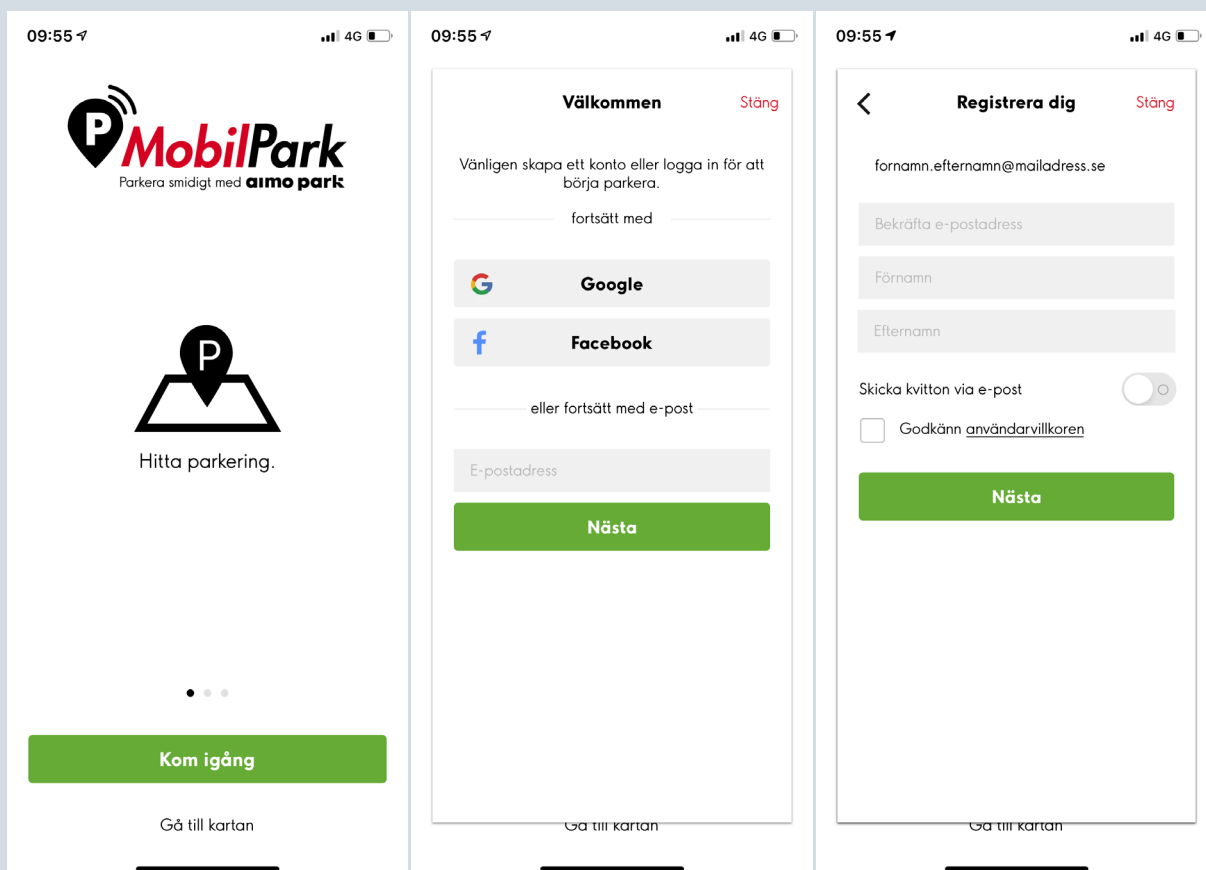 09:55
4G
P
MobilPark
Parkera smidigt med aimo park
P
Hitta parkering.
Kom igång
Gå till kartan
09:55
4G
Välkommen
Stäng
Vänligen skapa ett konto eller logga in för att
börja parkera.
fortsätt med
Google
Facebook
eller fortsätt med e-post
E-postadress
Nästa
Gå till kartan
09:55
4G
Registrera dig
Stäng
fornamn.efternamn@mailadress.se
Bekräfta e-postadress
Förnamn
Efternamn
Skicka kvitton via e-post
Godkänn användarvillkoren
Nästa
Gå till kartan